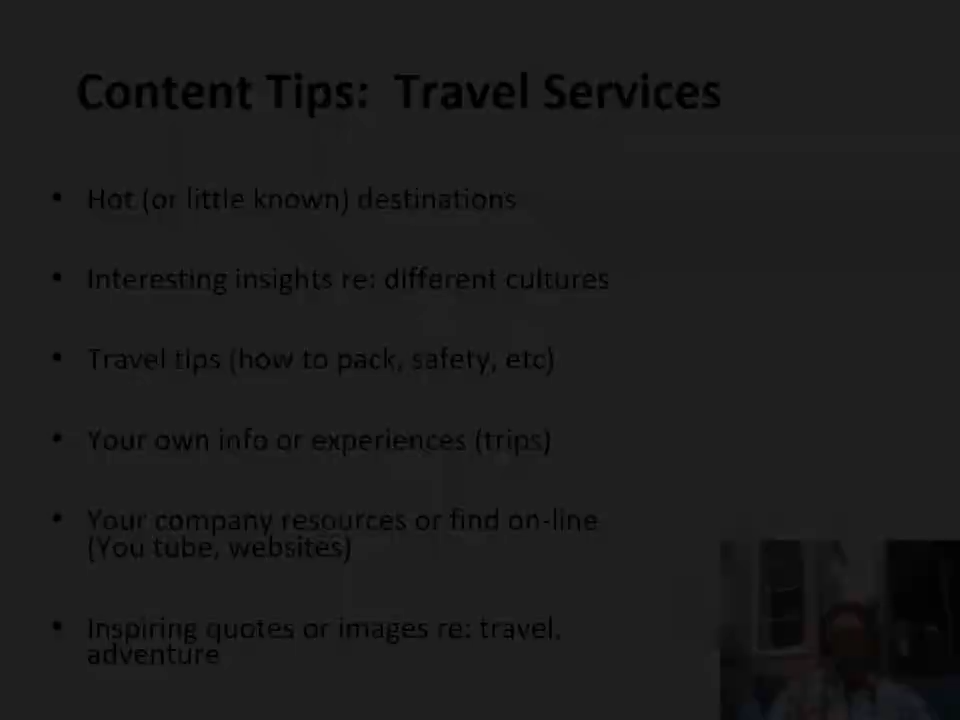 Content Tips: Travel Services
• Hot (or little known) destinations
• Interesting insights re: different cultures
• Travel tips (how to pack, safety, etc)
• Your own info or experiences (trips)
• Your company resources or find on-line
(You tube, websites)
• Inspiring quotes or images re: travel,
adventure